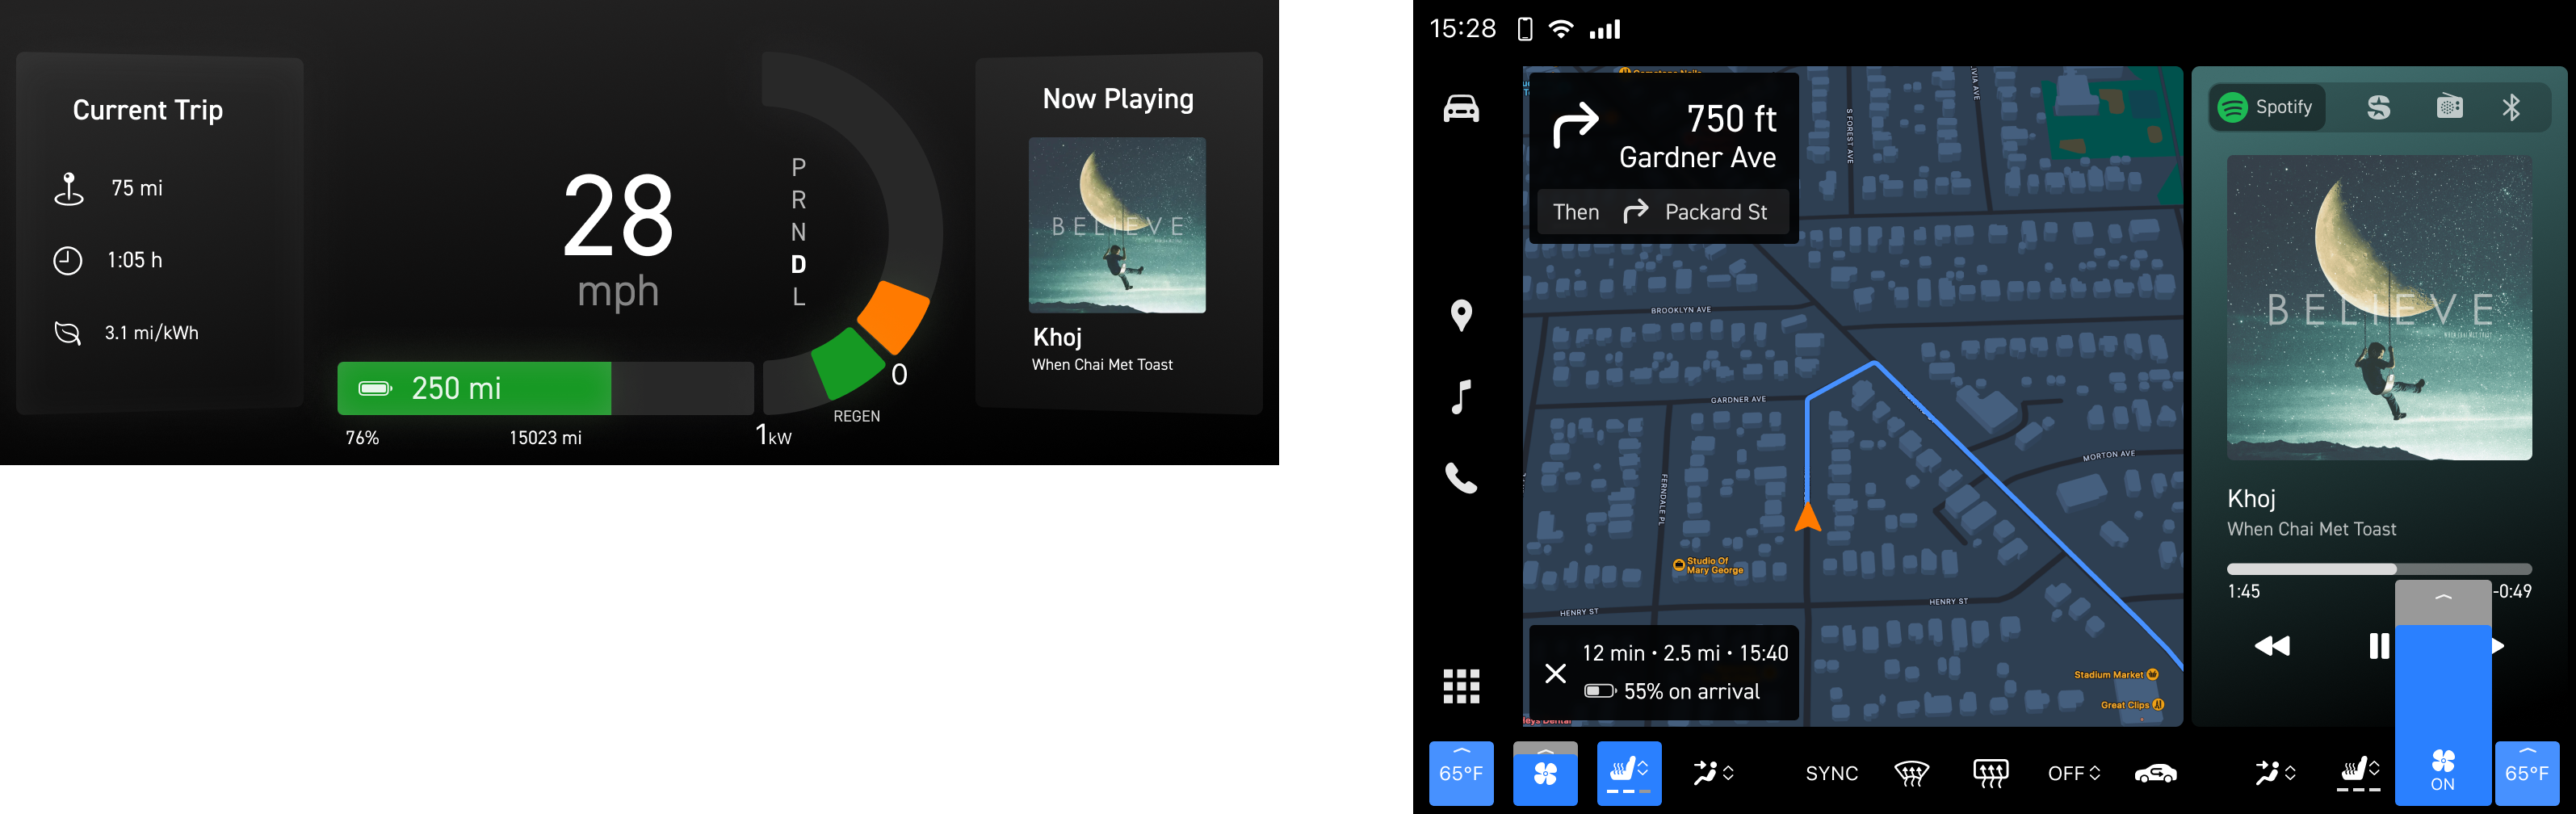 Current Trip
75 mi
1:05 h
3.1 mi/kWh
28
mph
P
R
N
D
L
250 mi
76%
15023 mi
1kW
REGEN
0
Now Playing
BELIEVE
Khoj
When Chai Met Toast
15:28
750 ft
Gardner Ave
Then Packard St
S FOREST AVE
BROOKLYN AVE
GARDNER AVE
MORTON AVE
FERNDALE PL
Studio Of
Mary George
HENRY ST
HENRY ST
Stadium Market
Great Clips
12 min • 2.5 mi • 15:40
55% on arrival
Spotify
BELIEVE
WHEN CHAI MET TOAST
Khoj
When Chai Met Toast
1:45
-0:49
65°F
SYNC
OFF
ON
65°F